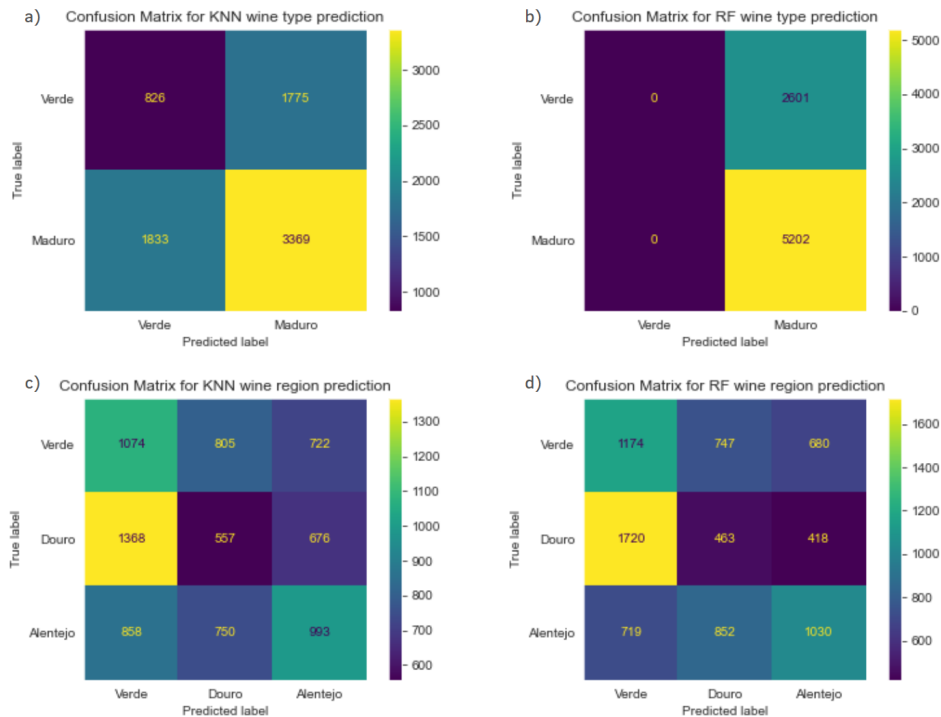 a) Confusion Matrix for KNN wine type prediction
Verde 826 1775
Maduro 1833 3369
True label
Verde Maduro
Predicted label
3000
2500
2000
1500
1000
b) Confusion Matrix for RF wine type prediction
Verde 0 2601
Maduro 0 5202
True label
Verde Maduro
Predicted label
5000
4000
3000
2000
1000
0
c) Confusion Matrix for KNN wine region prediction
Verde 1074 805 722
Douro 1368 557 676
Alentejo 858 750 993
True label
Verde Douro Alentejo
Predicted label
1300
1200
1100
1000
900
800
700
600
d) Confusion Matrix for RF wine region prediction
Verde 1174 747 680
Douro 1720 463 418
Alentejo 719 852 1030
True label
Verde Douro Alentejo
Predicted label
1600
1400
1200
1000
800
600